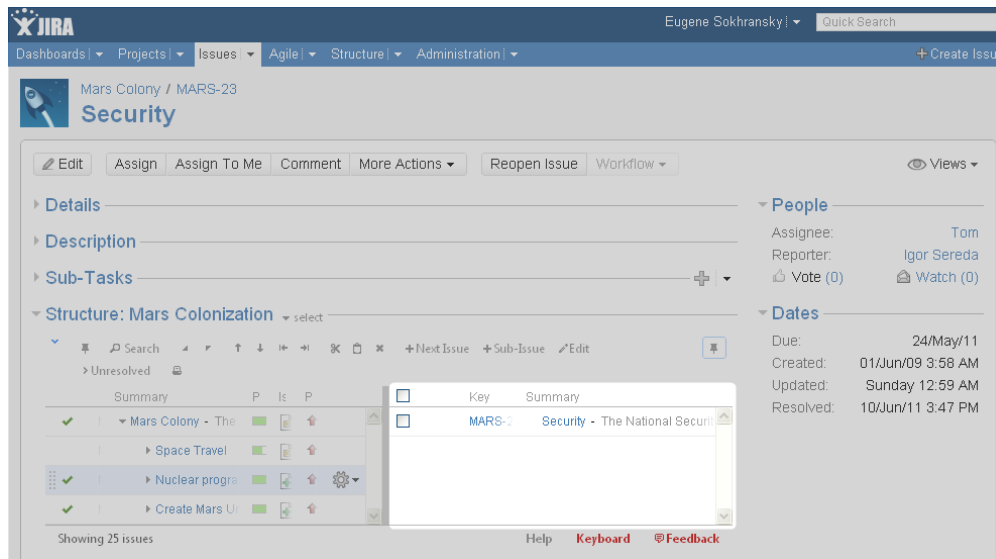 JIRA
Eugene Sokhransky Quick Search
Dashboards Projects Issues Agile Structure Administration + Create Issu
Mars Colony / MARS-23
Security
Edit Assign Assign To Me Comment More Actions Reopen Issue Workflow Views
Details
Description
Sub-Tasks
Structure: Mars Colonization select
Search + Next Issue + Sub-Issue Edit
Unresolved
Summary P Is P
Mars Colony - The
Space Travel
Nuclear progra
Create Mars Ur
Key Summary
MARS-2 Security - The National Securit
Showing 25 issues Help Keyboard Feedback
People
Assignee: Tom
Reporter: Igor Sereda
Vote (0) Watch (0)
Dates
Due: 24/May/11
Created: 01/Jun/09 3:58 AM
Updated: Sunday 12:59 AM
Resolved: 10/Jun/11 3:47 PM